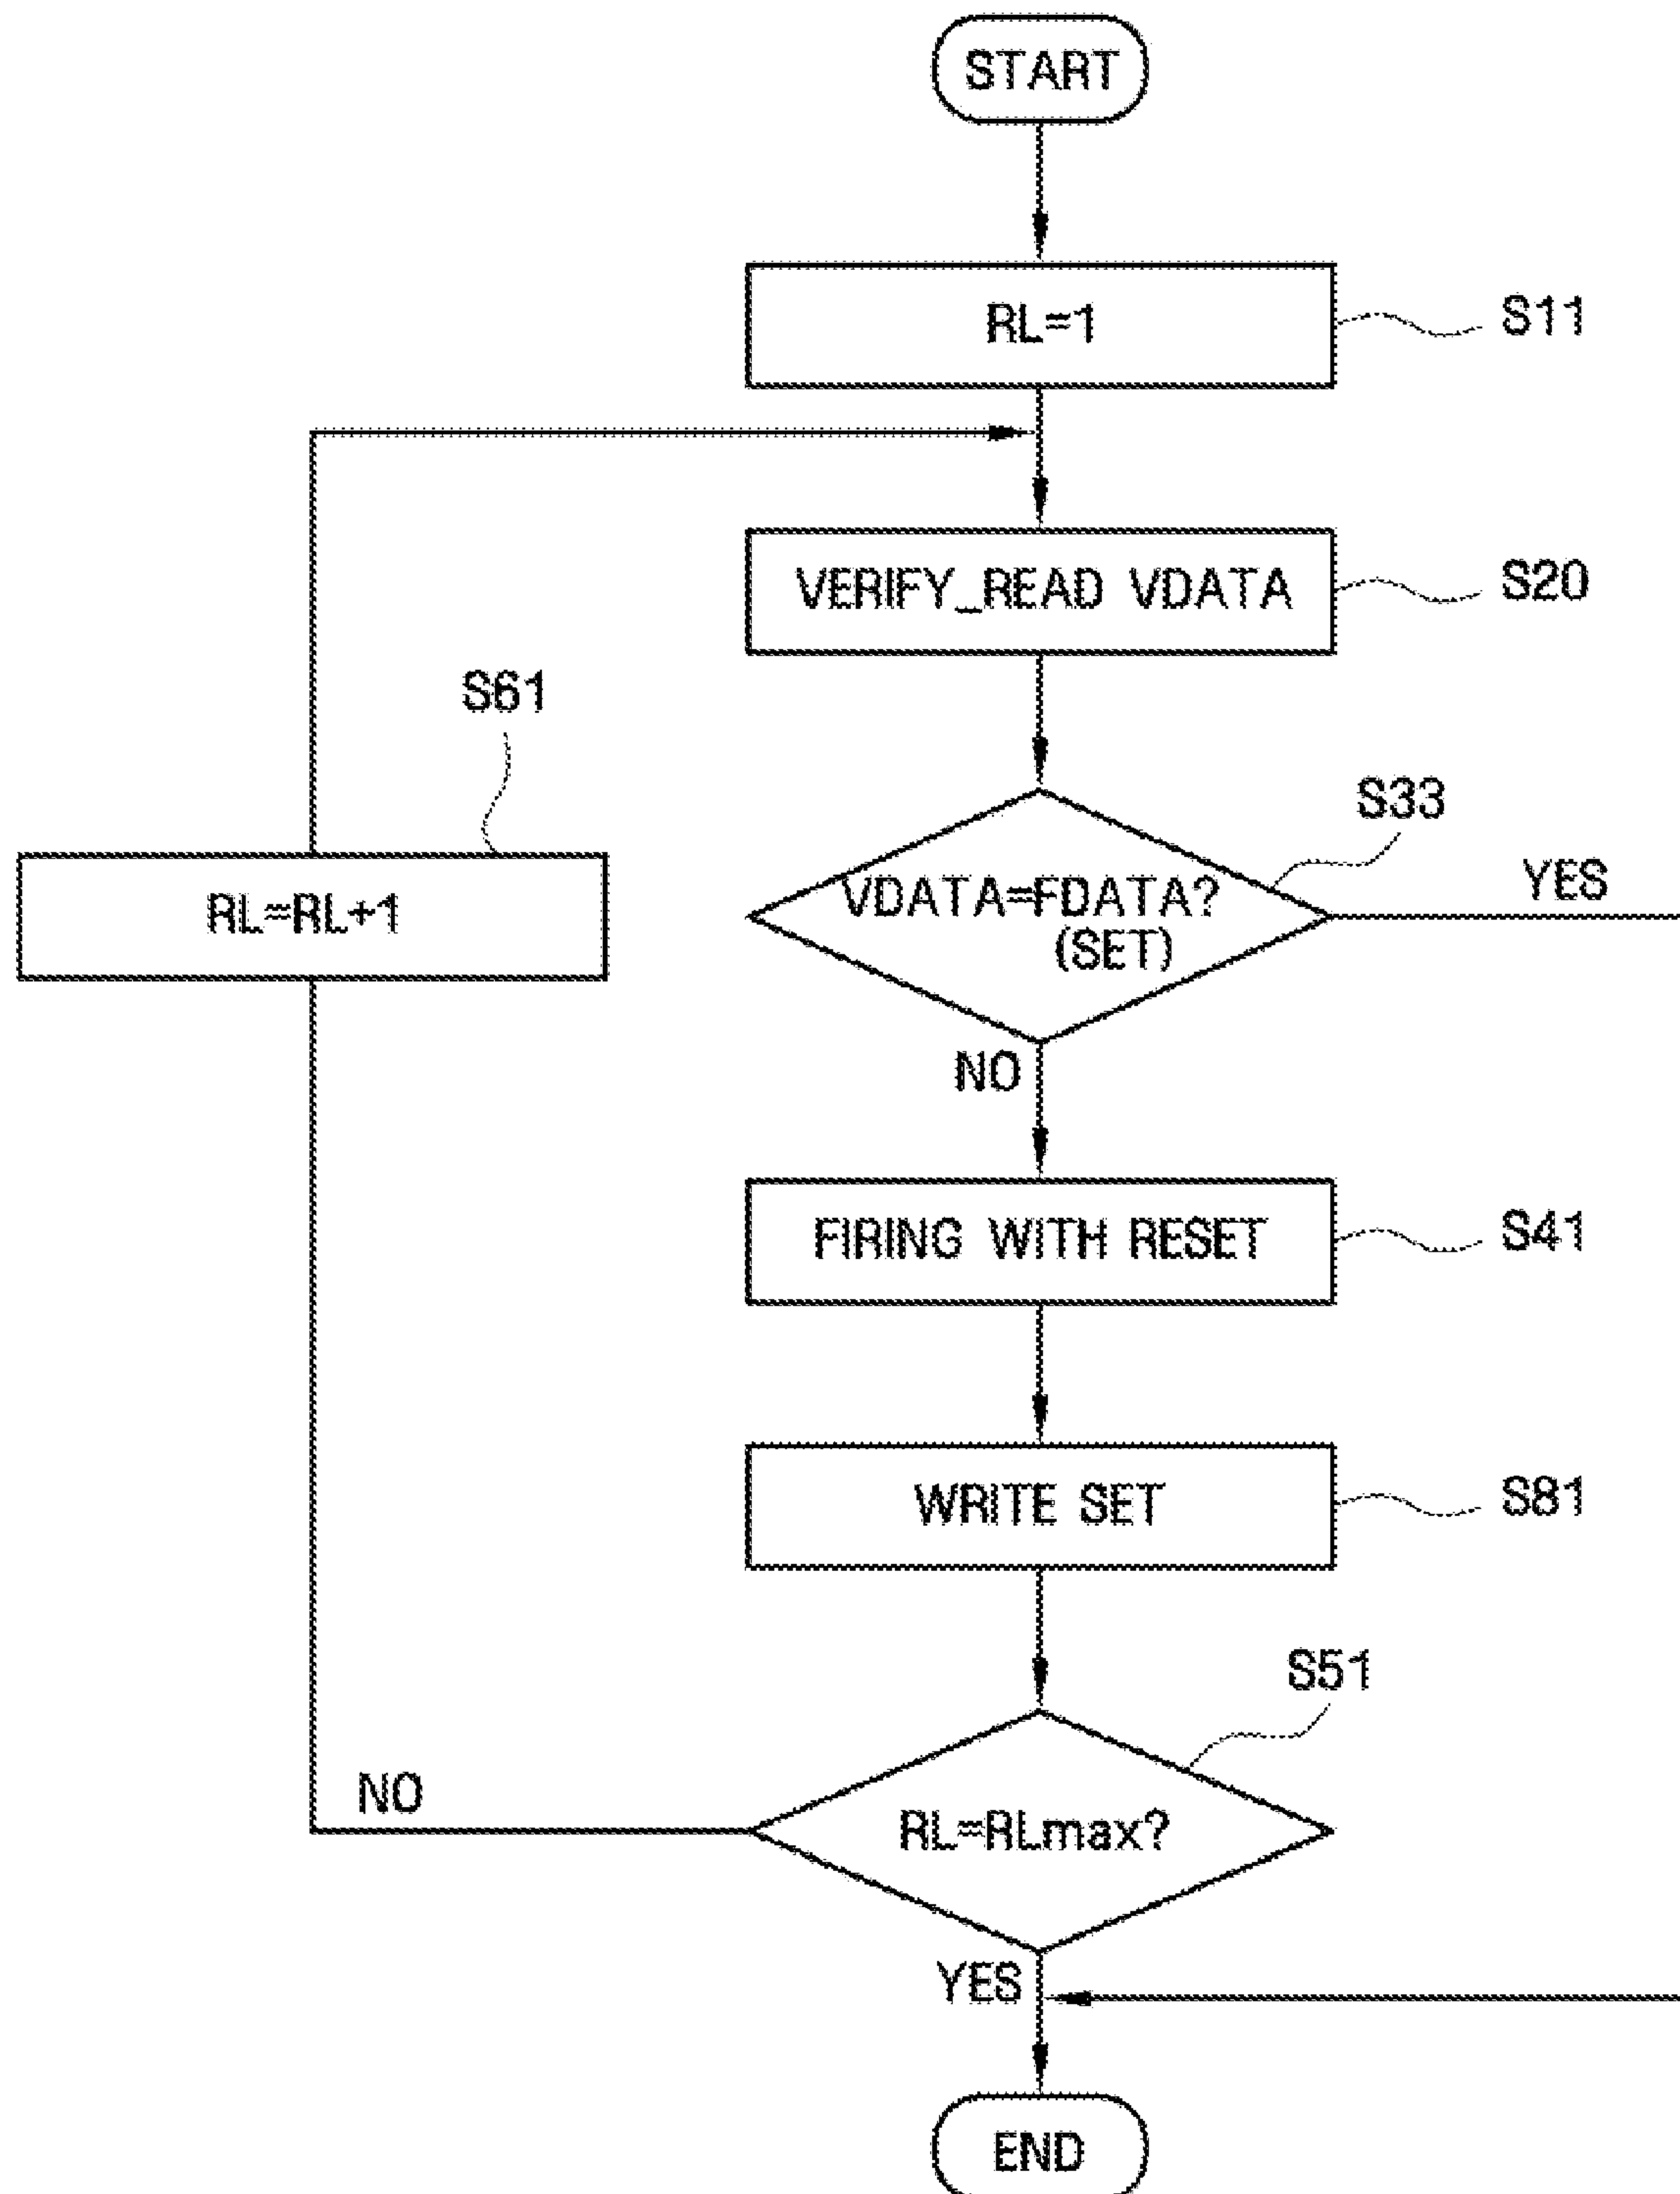 START
RL=1
S11
VERIFY_READ VDATA
S20
S61
RL=RL+1
S33
VDATA=FDATA?
(SET)
YES
NO
FIRING WITH RESET
S41
WRITE SET
S81
S51
NO
RL=RLmax?
YES
END